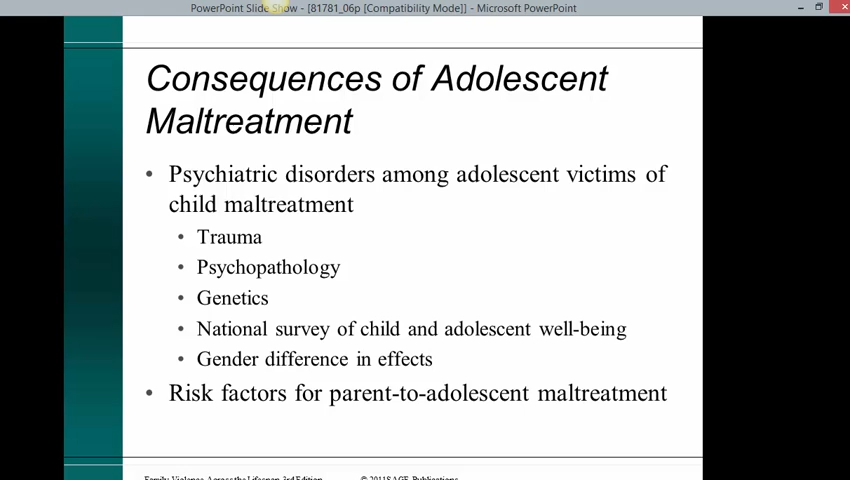 PowerPoint Slide Show - [81781_06p [Compatibility Mode]] - Microsoft PowerPoint
Consequences of Adolescent
Maltreatment
• Psychiatric disorders among adolescent victims of
child maltreatment
• Trauma
• Psychopathology
• Genetics
• National survey of child and adolescent well-being
• Gender difference in effects
• Risk factors for parent-to-adolescent maltreatment
Family Violence Across the Lifespan 3rd Edition © 2011 SAGE Publications